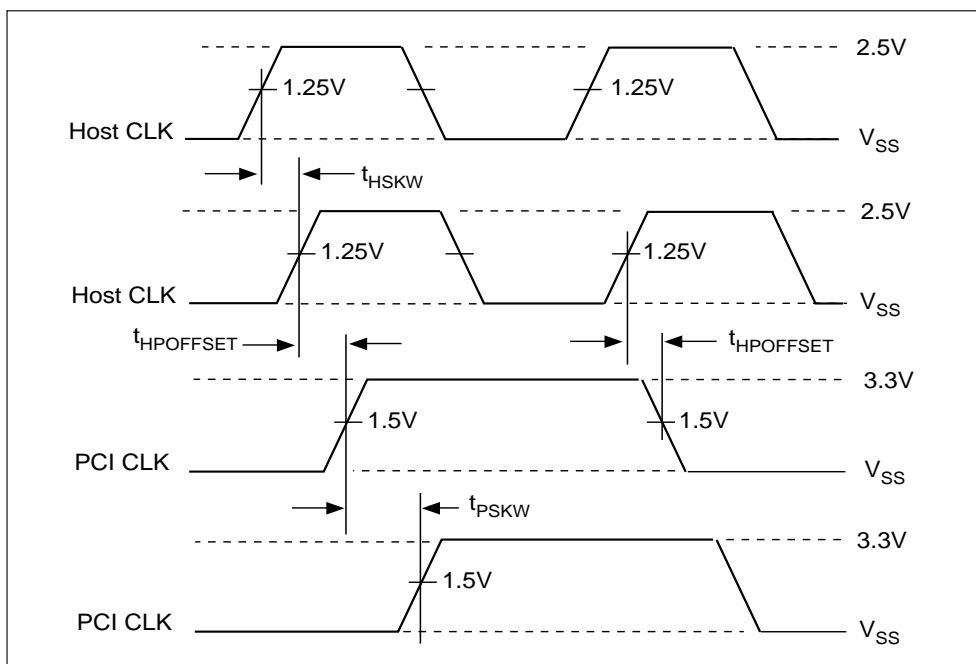 2.5V
1.25V
1.25V
Host CLK
VSS
tHSKW
2.5V
1.25V
1.25V
Host CLK
VSS
tHPOFFSET
tHPOFFSET
3.3V
1.5V
1.5V
PCI CLK
VSS
tPSKW
3.3V
1.5V
PCI CLK
VSS